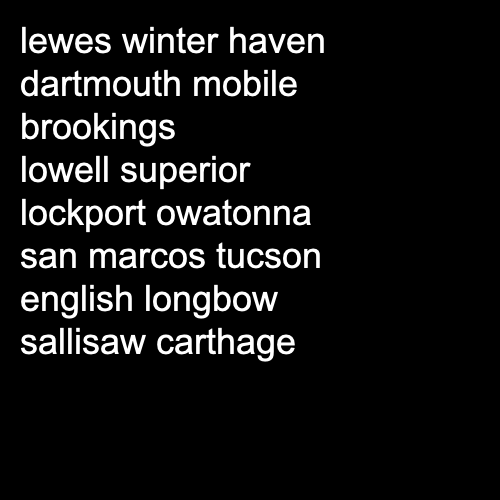 lewes winter haven
dartmouth mobile
brookings
lowell superior
lockport owatonna
san marcos tucson
english longbow
sallisaw carthage